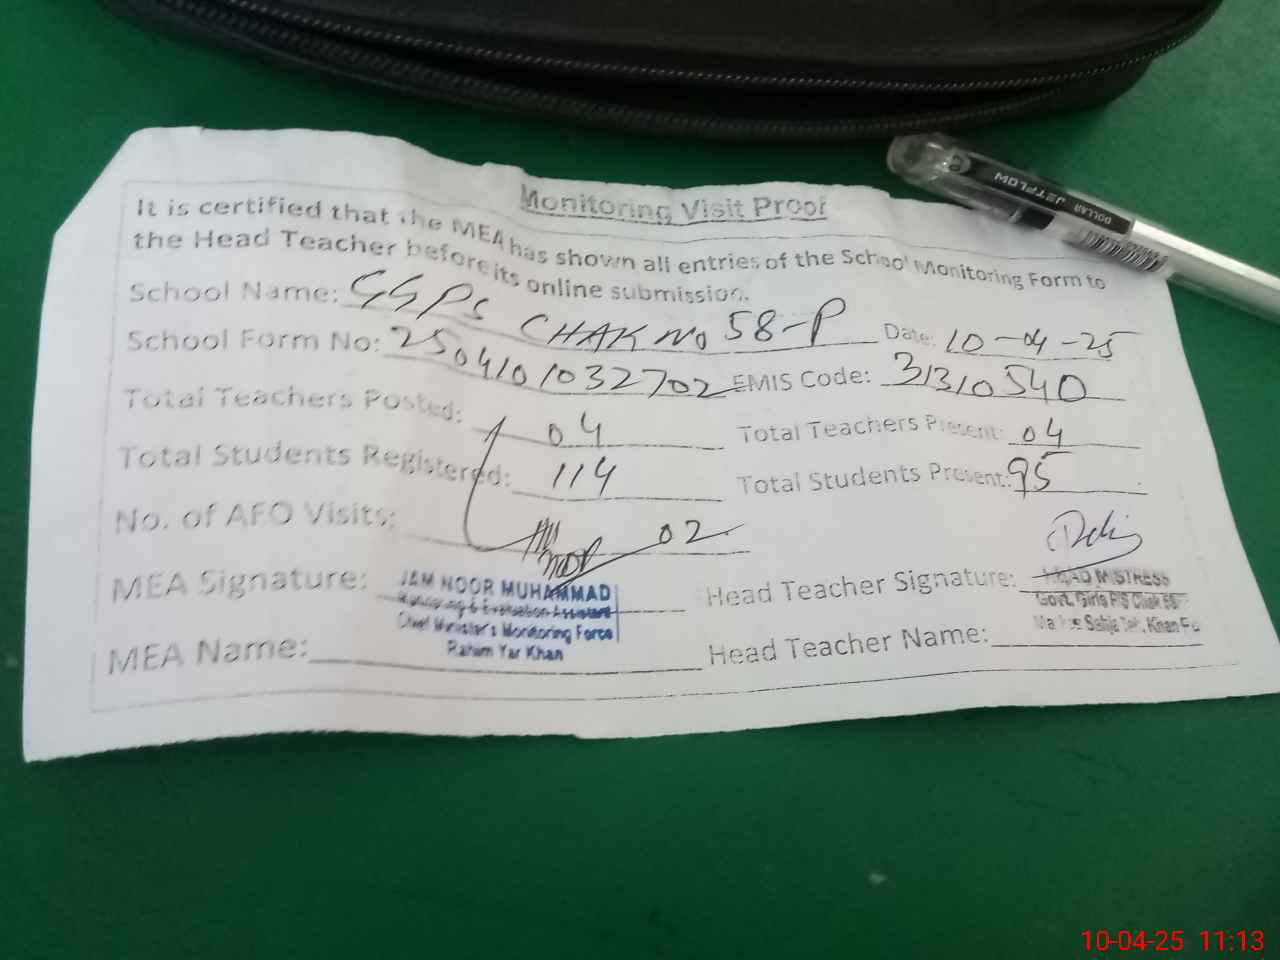 Monitoring Visit Proof
It is certified that the MEA has shown all entries of the School Monitoring Form to
the Head Teacher before its online submission.
School Name: GGPS CHAK No 58-P Date: 10-04-25
School Form No: 2504101032702 EMIS Code: 31310540
Total Teachers Posted: 04 Total Teachers Present: 04
Total Students Registered: 114 Total Students Present: 95
No. of AFO Visits: 02
MEA Signature: Head Teacher Signature:
JAM NOOR MUHAMMAD
Monitoring & Evaluation Assistant
Chief Minister's Monitoring Force
Rahim Yar Khan
HEAD MISTRESS
Govt. Girls P/S Chak 58
MEA Name: Head Teacher Name:
DOLLAR JETFLOW
10-04-25 11:13